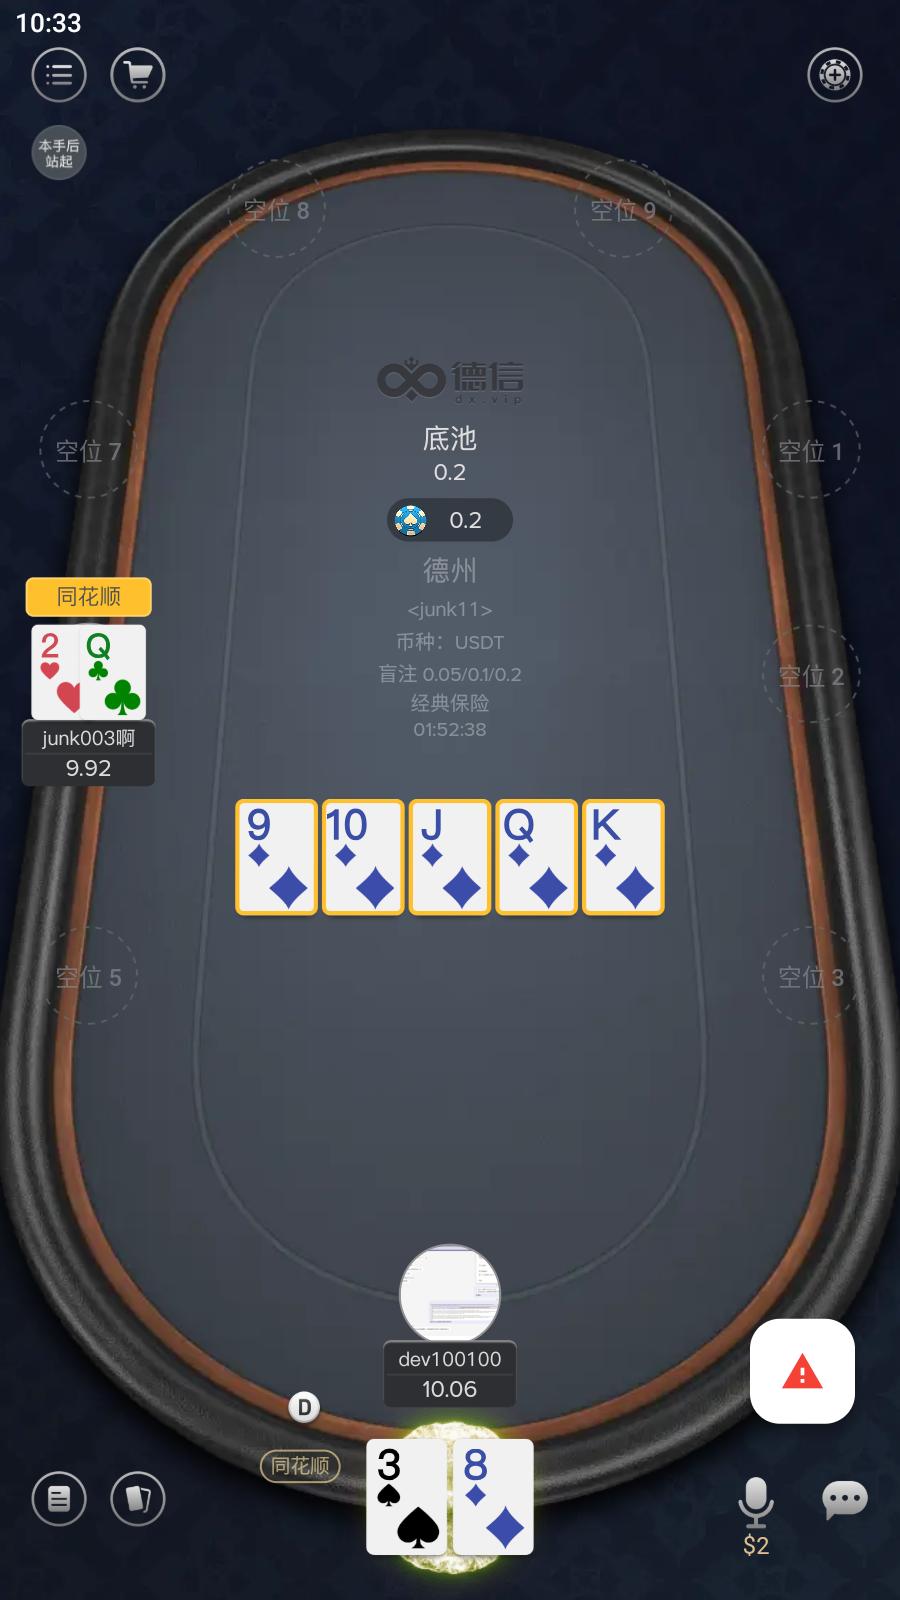 10:33
本手后
站起
空位 8
空位 9
德信
dx.vip
底池
0.2
空位 7
空位 1
0.2
德州
同花顺
<junk11>
2
Q
币种：USDT
盲注 0.05/0.1/0.2
空位 2
经典保险
01:52:38
junk003啊
9.92
9
10
J
Q
K
空位 5
空位 3
dev100100
10.06
D
同花顺
3
8
$2